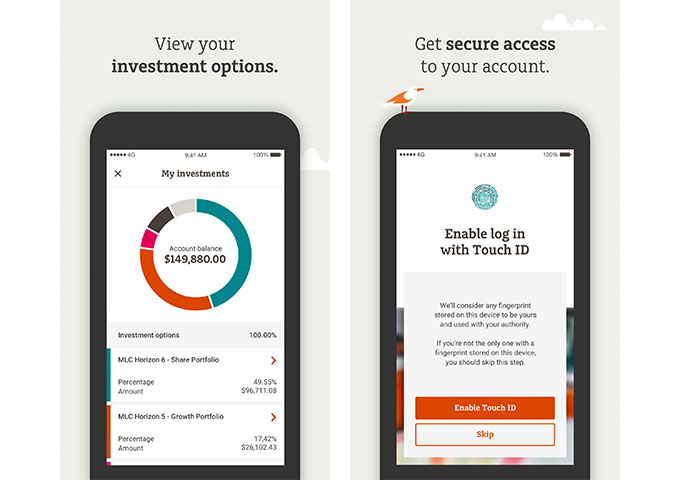 View your
investment options.
4G 9:41 AM 100%
× My investments
Account balance
$149,880.00
Investment options 100.00%
MLC Horizon 6 - Share Portfolio
Percentage 49.55%
Amount $96,711.08
MLC Horizon 5 - Growth Portfolio
Percentage 17,42%
Amount $26,102.43
Get secure access
to your account.
4G 9:41 AM 100%
Enable log in
with Touch ID
We'll consider any fingerprint
stored on this device to be yours
and used with your authority.
If you're not the only one with a
fingerprint stored on this device,
you should skip this step.
Enable Touch ID
Skip